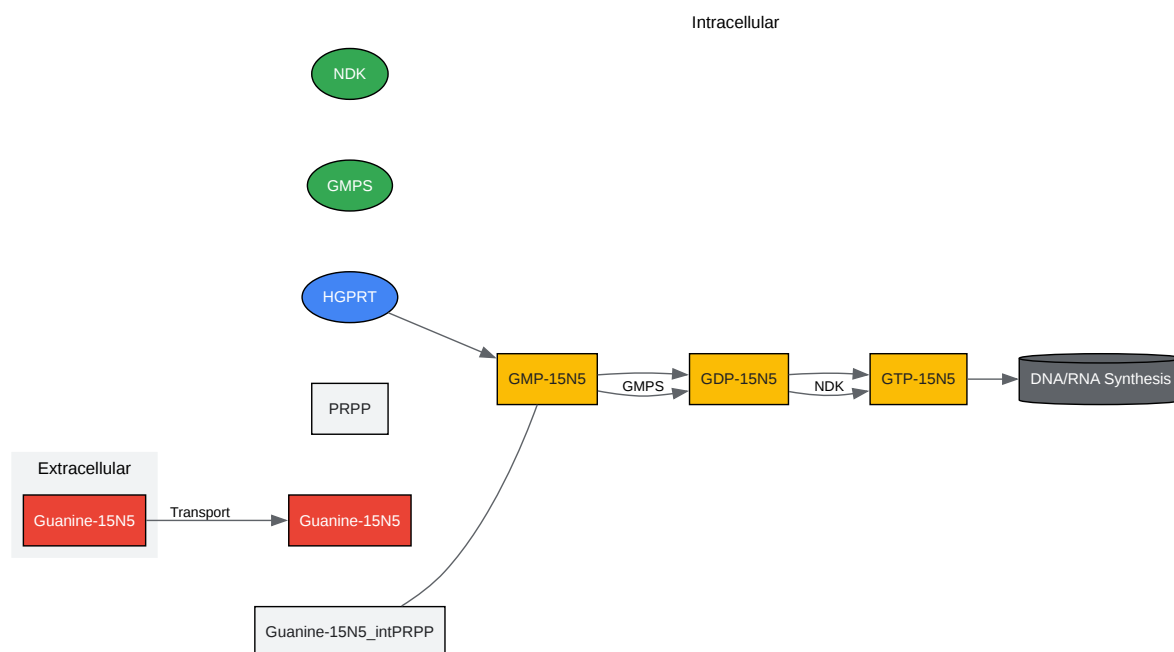 Intracellular
NDK
GMPS
HGPRT
PRPP
GMP-15N5
GMPS
GDP-15N5
NDK
GTP-15N5
DNA/RNA Synthesis
Extracellular
Guanine-15N5
Transport
Guanine-15N5
Guanine-15N5_intPRPP